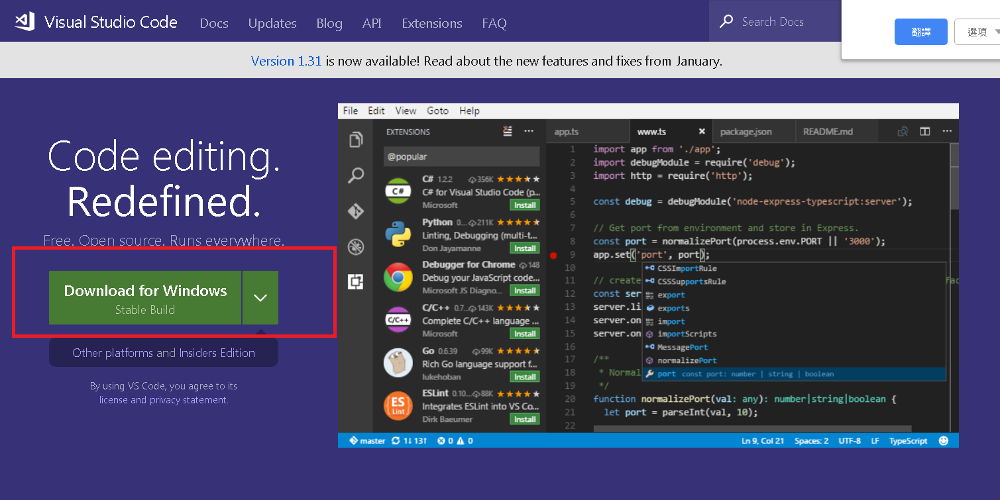 Visual Studio Code Docs Updates Blog API Extensions FAQ Search Docs
翻譯 選項
Version 1.31 is now available! Read about the new features and fixes from January.
Code editing.
Redefined.
Free. Open source. Runs everywhere.
Download for Windows
Stable Build
Other platforms and Insiders Edition
By using VS Code, you agree to its
license and privacy statement.
File Edit View Goto Help
EXTENSIONS
@popular
C# 1.2.2 356K
C#
C# for Visual Studio Code (p...
Microsoft Install
Python 0.... 211K
Linting, Debugging (multi-t...
Don Jayamanne Install
Debugger for Chrome 148
Debug your JavaScript code...
Microsoft JS Diagno... Install
C/C++ 0.7... 143K
C/C++
Complete C/C++ language ...
Microsoft Install
Go 0.6.39 99K
Rich Go language support f...
lukehoban Install
ESLint 0.10... 88K
ES
Lint
Integrates ESLint into VS Co...
Dirk Baeumer Install
app.ts www.ts package.json README.md
1 import app from './app';
2 import debugModule = require('debug');
3 import http = require('http');
4
5 const debug = debugModule('node-express-typescript:server');
6
7 // Get port from environment and store in Express.
8 const port = normalizePort(process.env.PORT || '3000');
9 app.set('port', port);
10
11 // create
12 const ser
13 server.li
14 server.on
15 server.on
16
17 /**
18 * Normal
19 */
20 function normalizePort(val: any): number|string|boolean {
21 let port = parseInt(val, 10);
22
CSSImportRule
CSSSupportsRule
export
exports
import
importScripts
MessagePort
normalizePort
port const port: number | string | boolean
master 1↓ 13↑ 0 0 Ln 9, Col 21 Spaces: 2 UTF-8 LF TypeScript